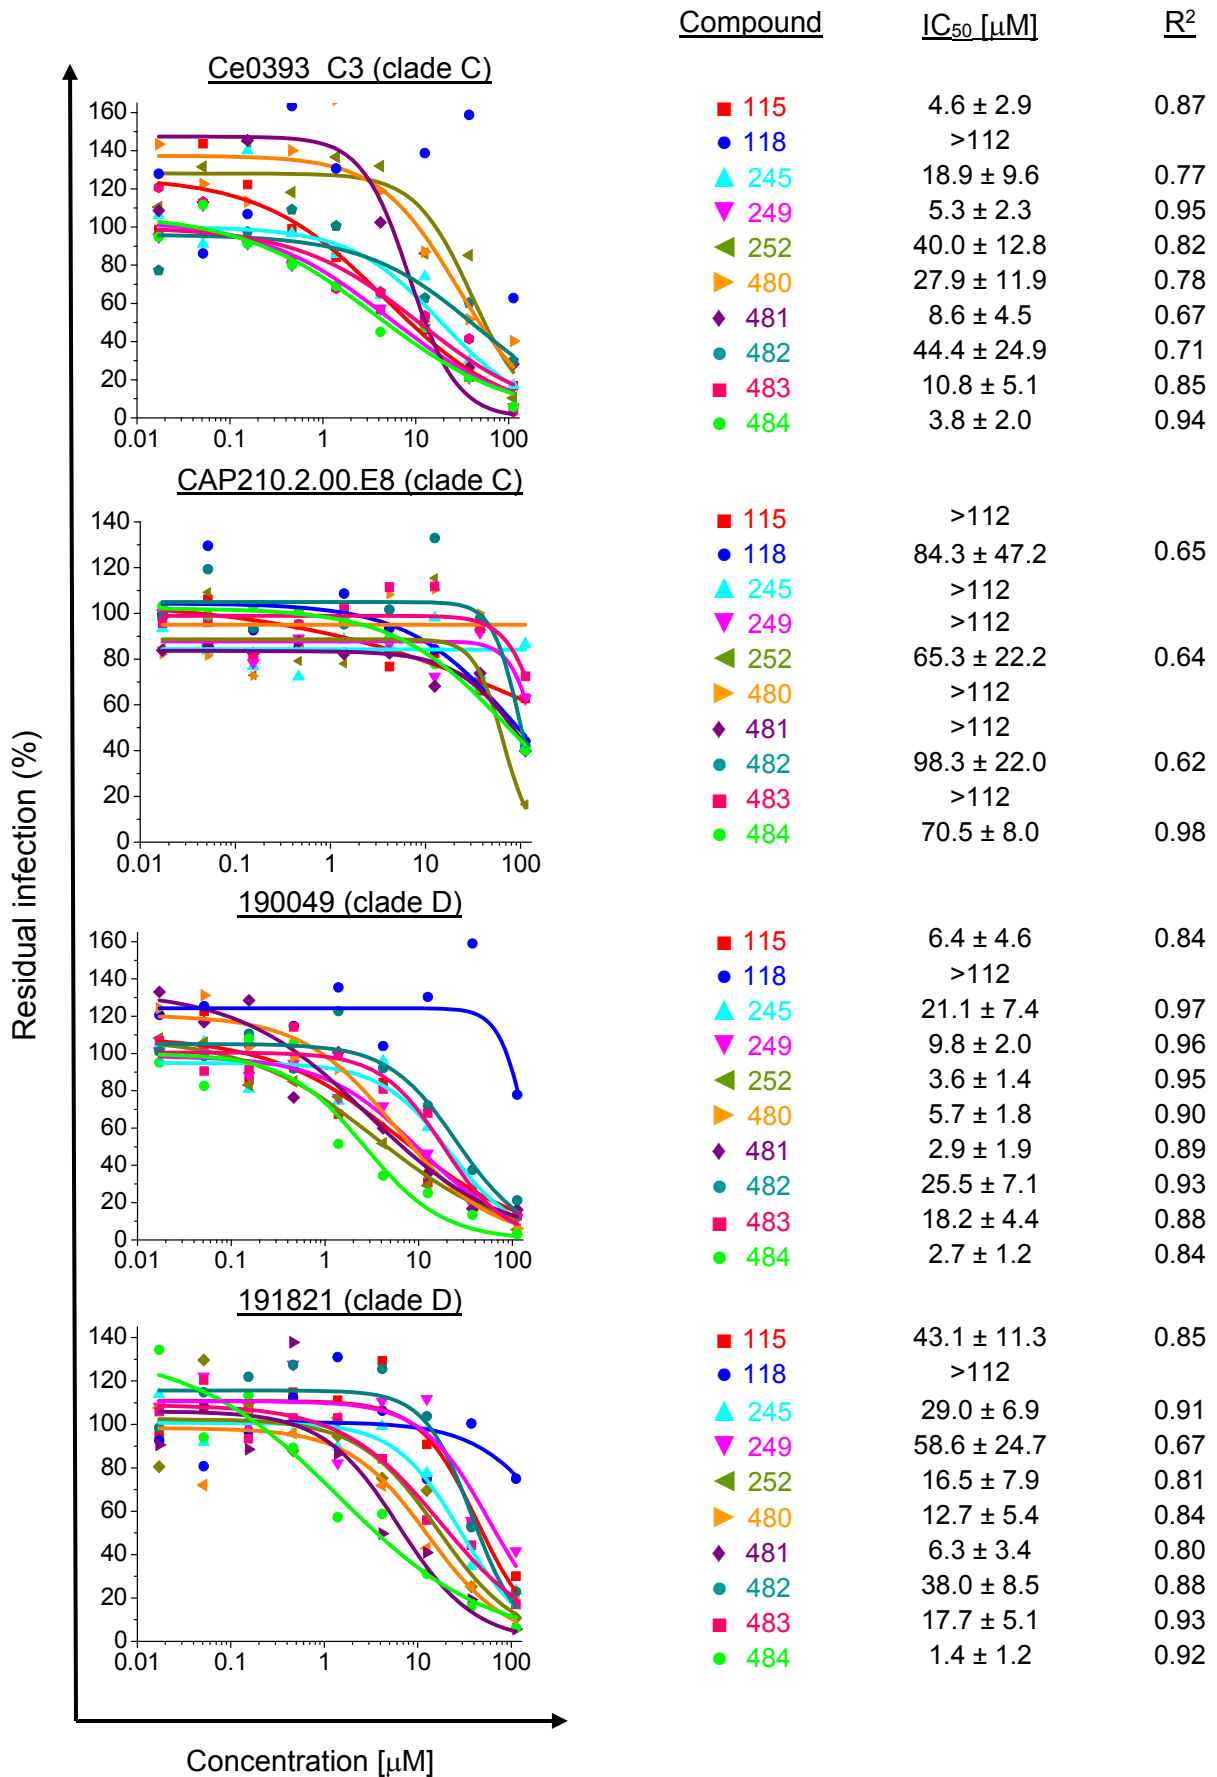 Compound IC50 [μM] R2
Ce0393_C3 (clade C)
160
140
120
100
80
60
40
20
0
0.01 0.1 1 10 100
115 4.6 ± 2.9 0.87
118 >112
245 18.9 ± 9.6 0.77
249 5.3 ± 2.3 0.95
252 40.0 ± 12.8 0.82
480 27.9 ± 11.9 0.78
481 8.6 ± 4.5 0.67
482 44.4 ± 24.9 0.71
483 10.8 ± 5.1 0.85
484 3.8 ± 2.0 0.94
CAP210.2.00.E8 (clade C)
140
120
100
80
60
40
20
0
0.01 0.1 1 10 100
115 >112
118 84.3 ± 47.2 0.65
245 >112
249 >112
252 65.3 ± 22.2 0.64
480 >112
481 >112
482 98.3 ± 22.0 0.62
483 >112
484 70.5 ± 8.0 0.98
190049 (clade D)
160
140
120
100
80
60
40
20
0
0.01 0.1 1 10 100
115 6.4 ± 4.6 0.84
118 >112
245 21.1 ± 7.4 0.97
249 9.8 ± 2.0 0.96
252 3.6 ± 1.4 0.95
480 5.7 ± 1.8 0.90
481 2.9 ± 1.9 0.89
482 25.5 ± 7.1 0.93
483 18.2 ± 4.4 0.88
484 2.7 ± 1.2 0.84
191821 (clade D)
140
120
100
80
60
40
20
0
0.01 0.1 1 10 100
115 43.1 ± 11.3 0.85
118 >112
245 29.0 ± 6.9 0.91
249 58.6 ± 24.7 0.67
252 16.5 ± 7.9 0.81
480 12.7 ± 5.4 0.84
481 6.3 ± 3.4 0.80
482 38.0 ± 8.5 0.88
483 17.7 ± 5.1 0.93
484 1.4 ± 1.2 0.92
Residual infection (%)
Concentration [μM]